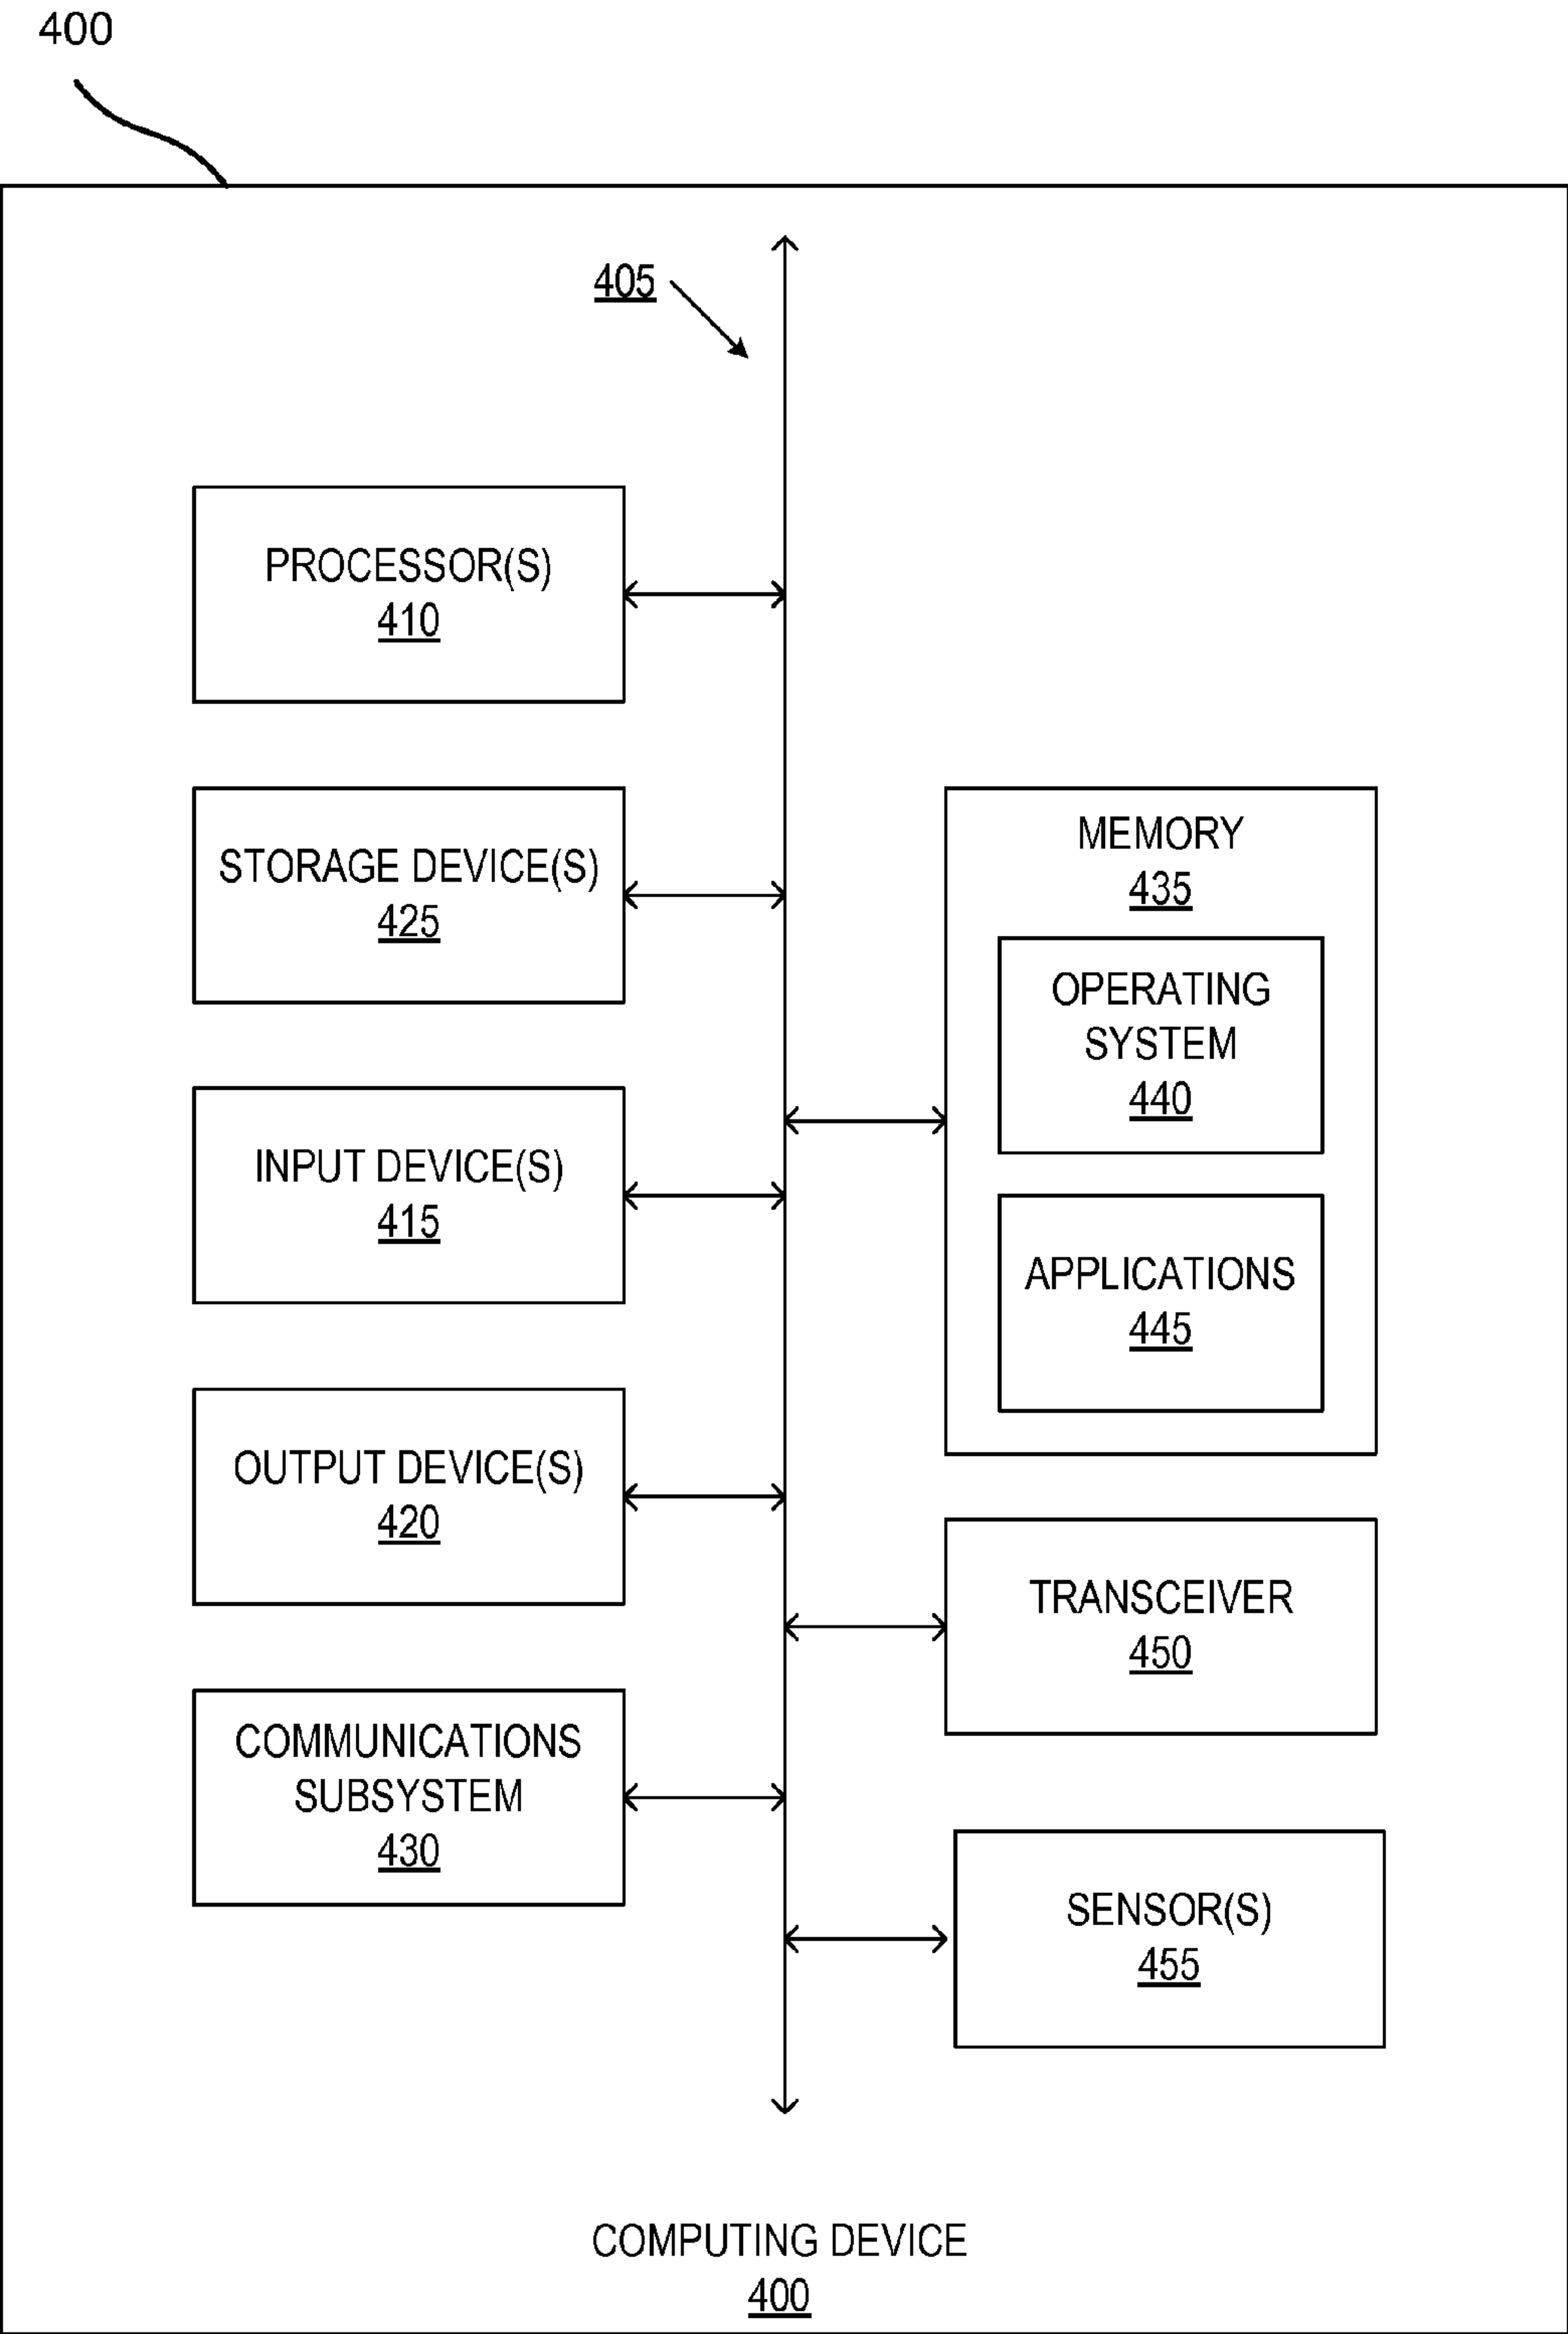 400
405
PROCESSOR(S)
410
STORAGE DEVICE(S)
425
INPUT DEVICE(S)
415
OUTPUT DEVICE(S)
420
COMMUNICATIONS
SUBSYSTEM
430
MEMORY
435
OPERATING
SYSTEM
440
APPLICATIONS
445
TRANSCEIVER
450
SENSOR(S)
455
COMPUTING DEVICE
400